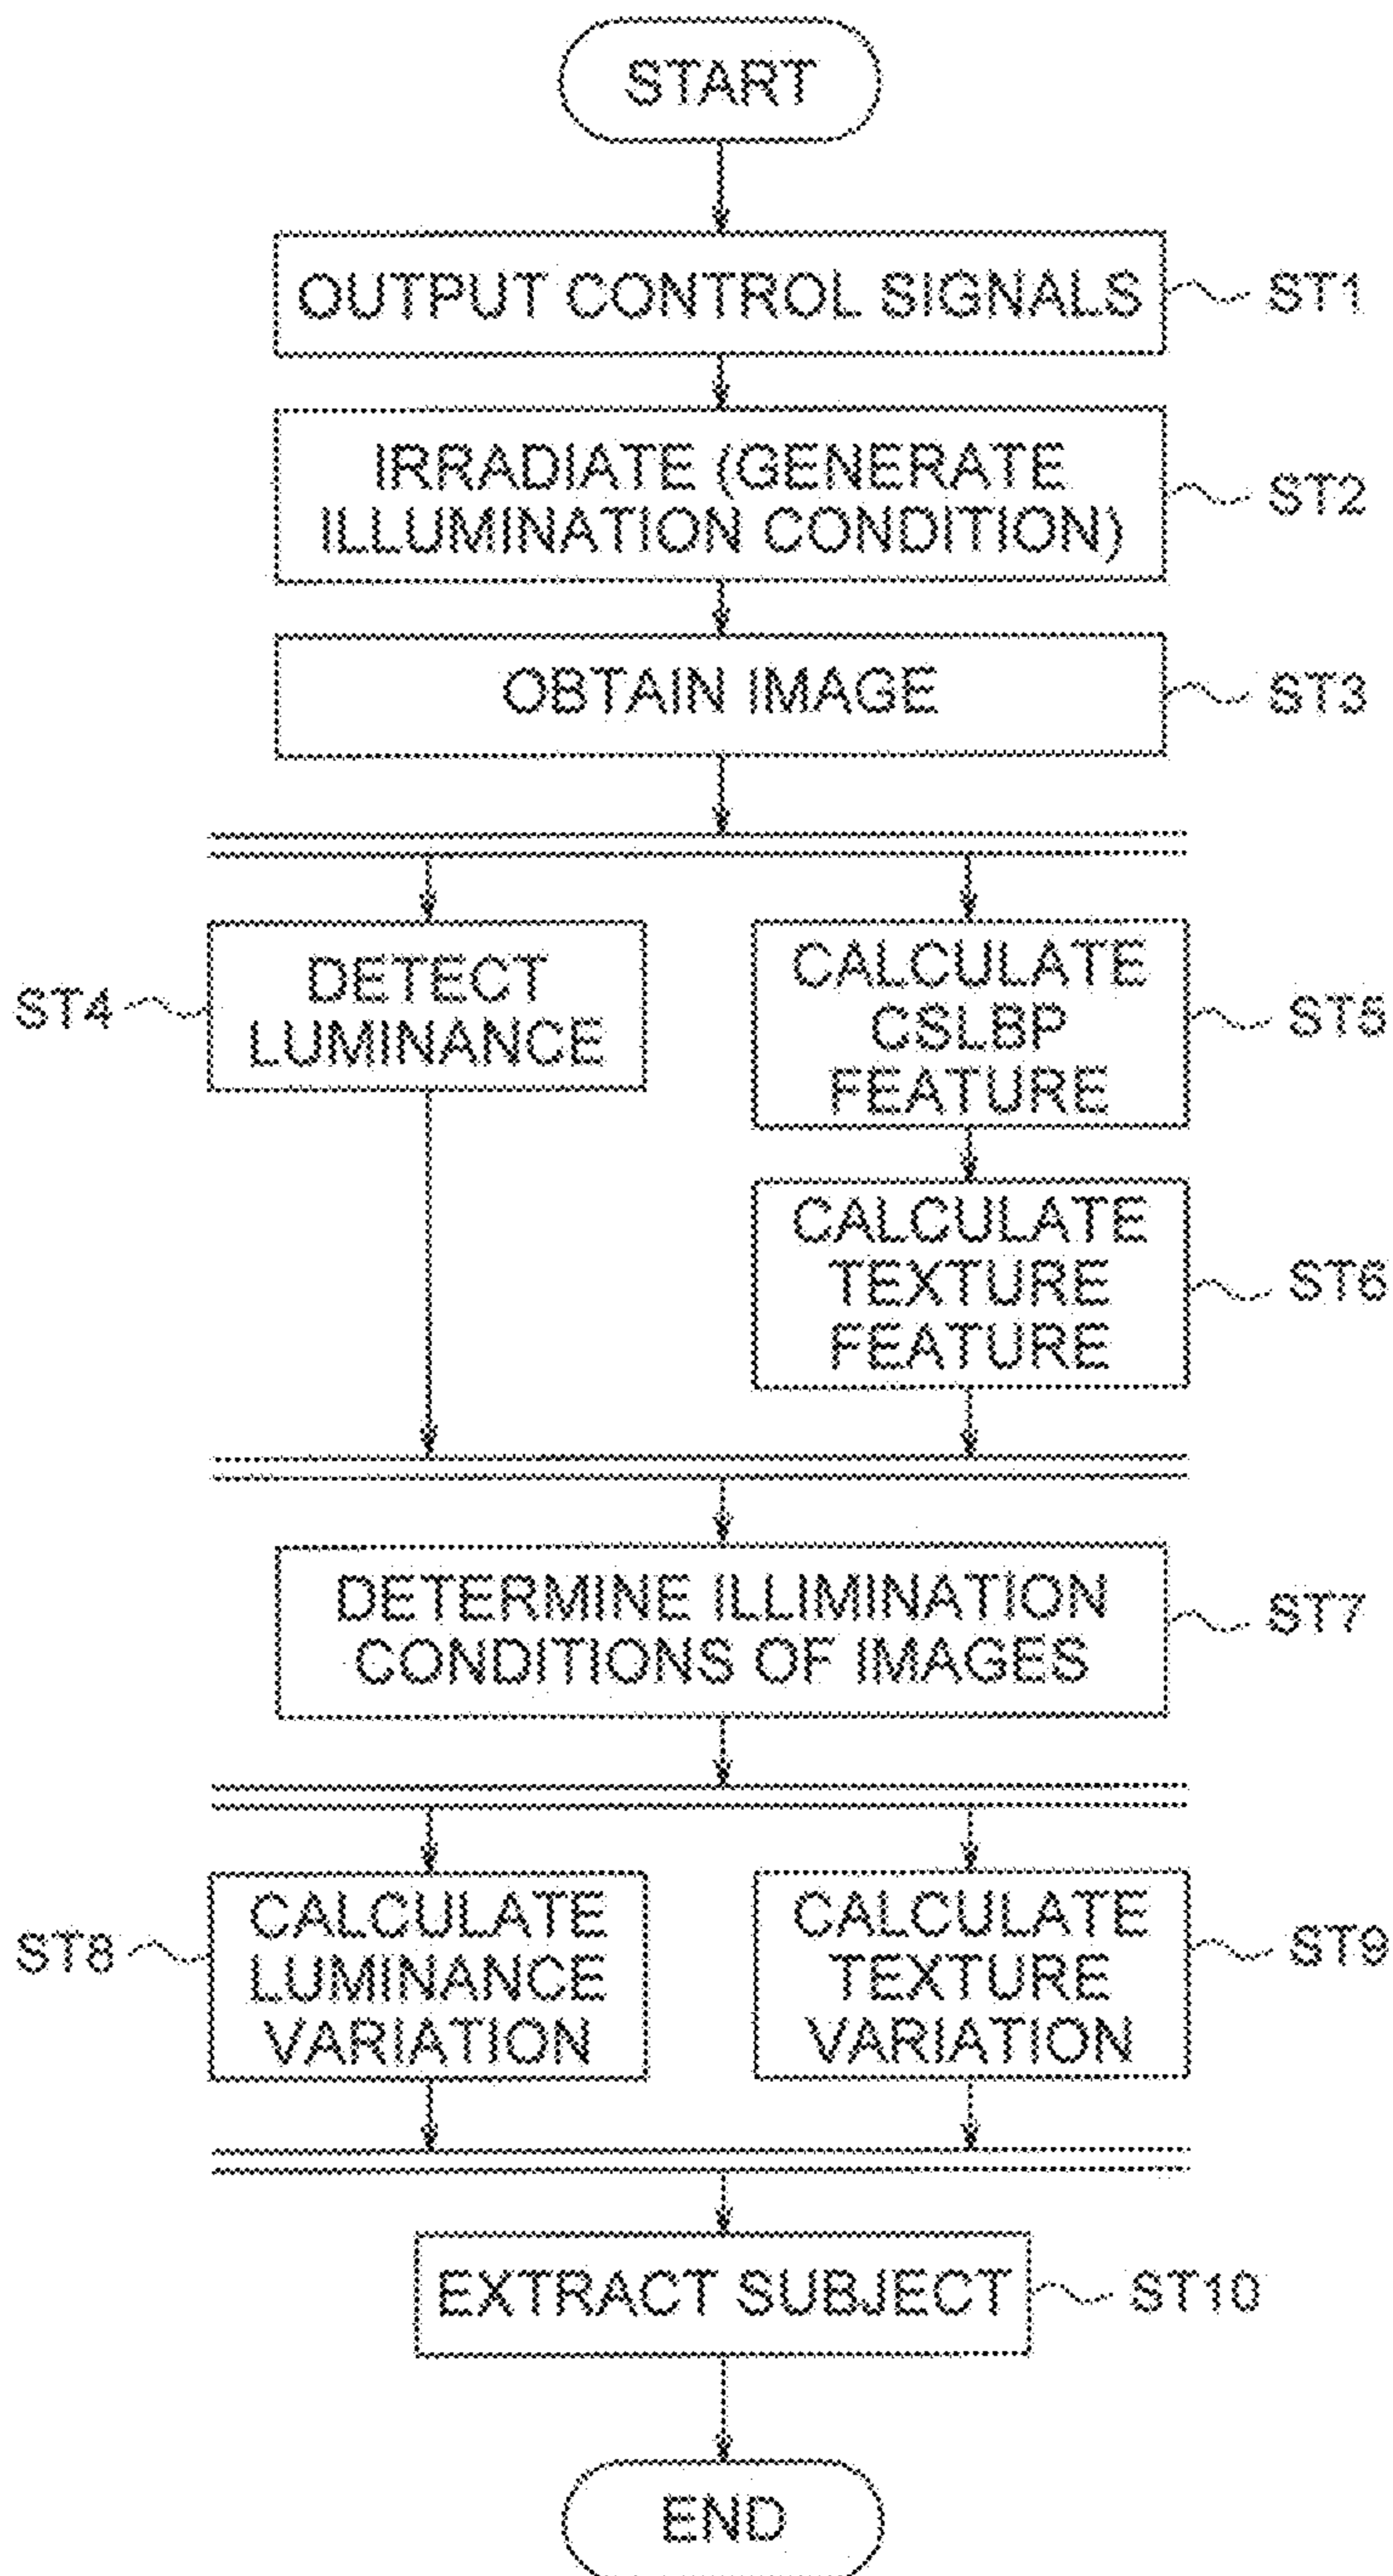 START
OUTPUT CONTROL SIGNALS
ST1
IRRADIATE (GENERATE
ILLUMINATION CONDITION)
ST2
OBTAIN IMAGE
ST3
DETECT
LUMINANCE
ST4
CALCULATE
CSLBP
FEATURE
ST5
CALCULATE
TEXTURE
FEATURE
ST6
DETERMINE ILLIMINATION
CONDITIONS OF IMAGES
ST7
CALCULATE
LUMINANCE
VARIATION
ST8
CALCULATE
TEXTURE
VARIATION
ST9
EXTRACT SUBJECT
ST10
END